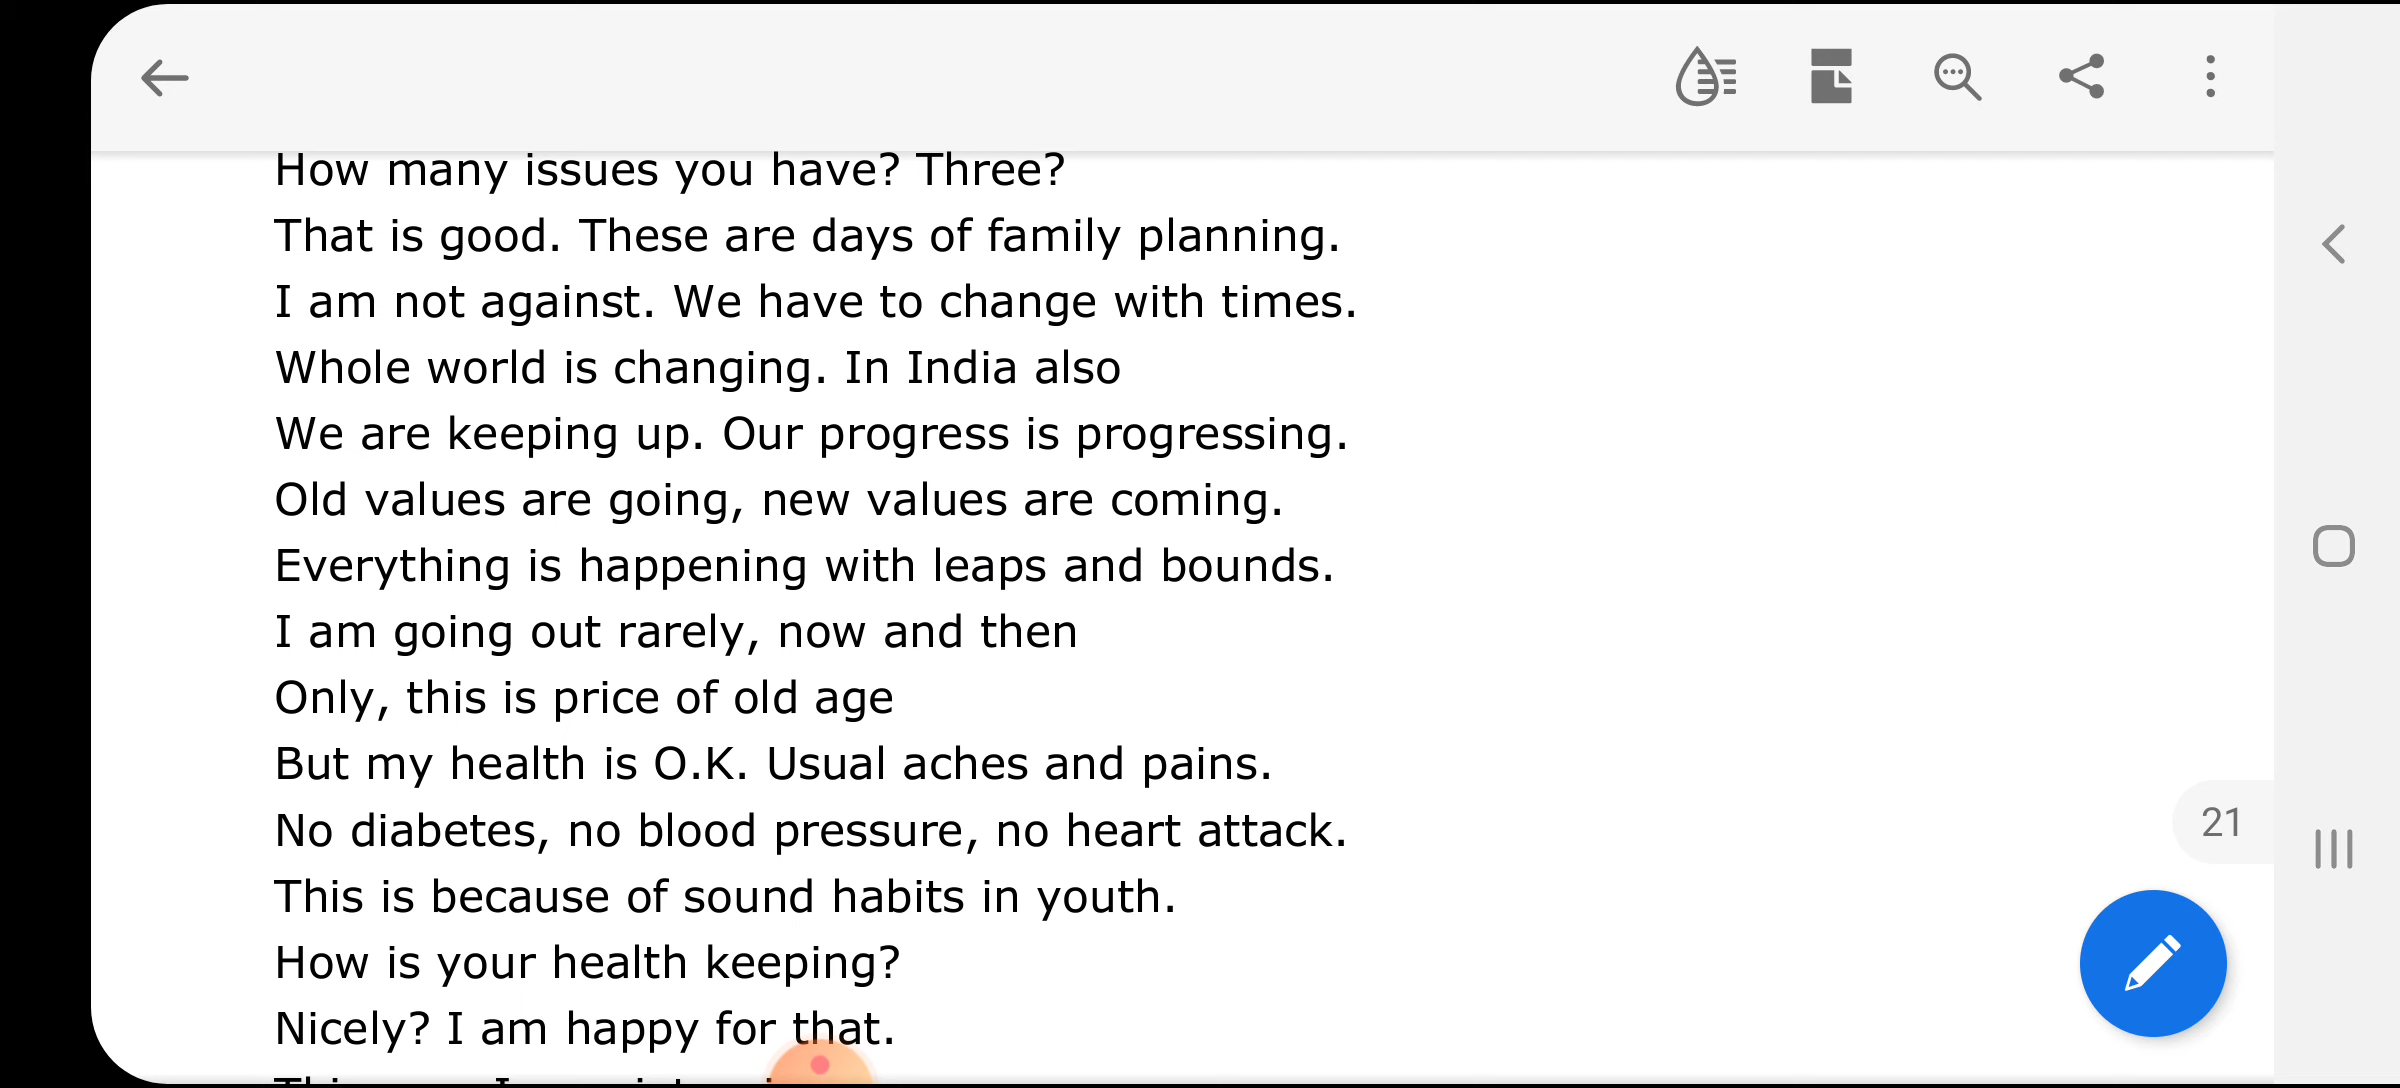 How many issues you have? Three?
That is good. These are days of family planning.
I am not against. We have to change with times.
Whole world is changing. In India also
We are keeping up. Our progress is progressing.
Old values are going, new values are coming.
Everything is happening with leaps and bounds.
I am going out rarely, now and then
Only, this is price of old age
But my health is O.K. Usual aches and pains.
No diabetes, no blood pressure, no heart attack.
This is because of sound habits in youth.
How is your health keeping?
Nicely? I am happy for that.
21